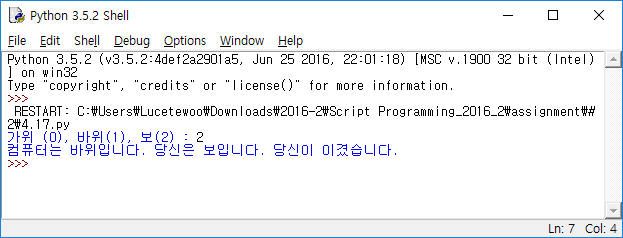 Python 3.5.2 Shell
File Edit Shell Debug Options Window Help
Python 3.5.2 (v3.5.2:4def2a2901a5, Jun 25 2016, 22:01:18) [MSC v.1900 32 bit (Intel)
] on win32
Type "copyright", "credits" or "license()" for more information.
>>>
RESTART: C:₩Users₩Lucetewoo₩Downloads₩2016-2₩Script Programming_2016_2₩assignment₩#
2₩4.17.py
가위 (0), 바위(1), 보(2) : 2
컴퓨터는 바위입니다. 당신은 보입니다. 당신이 이겼습니다.
>>>
Ln: 7 Col: 4